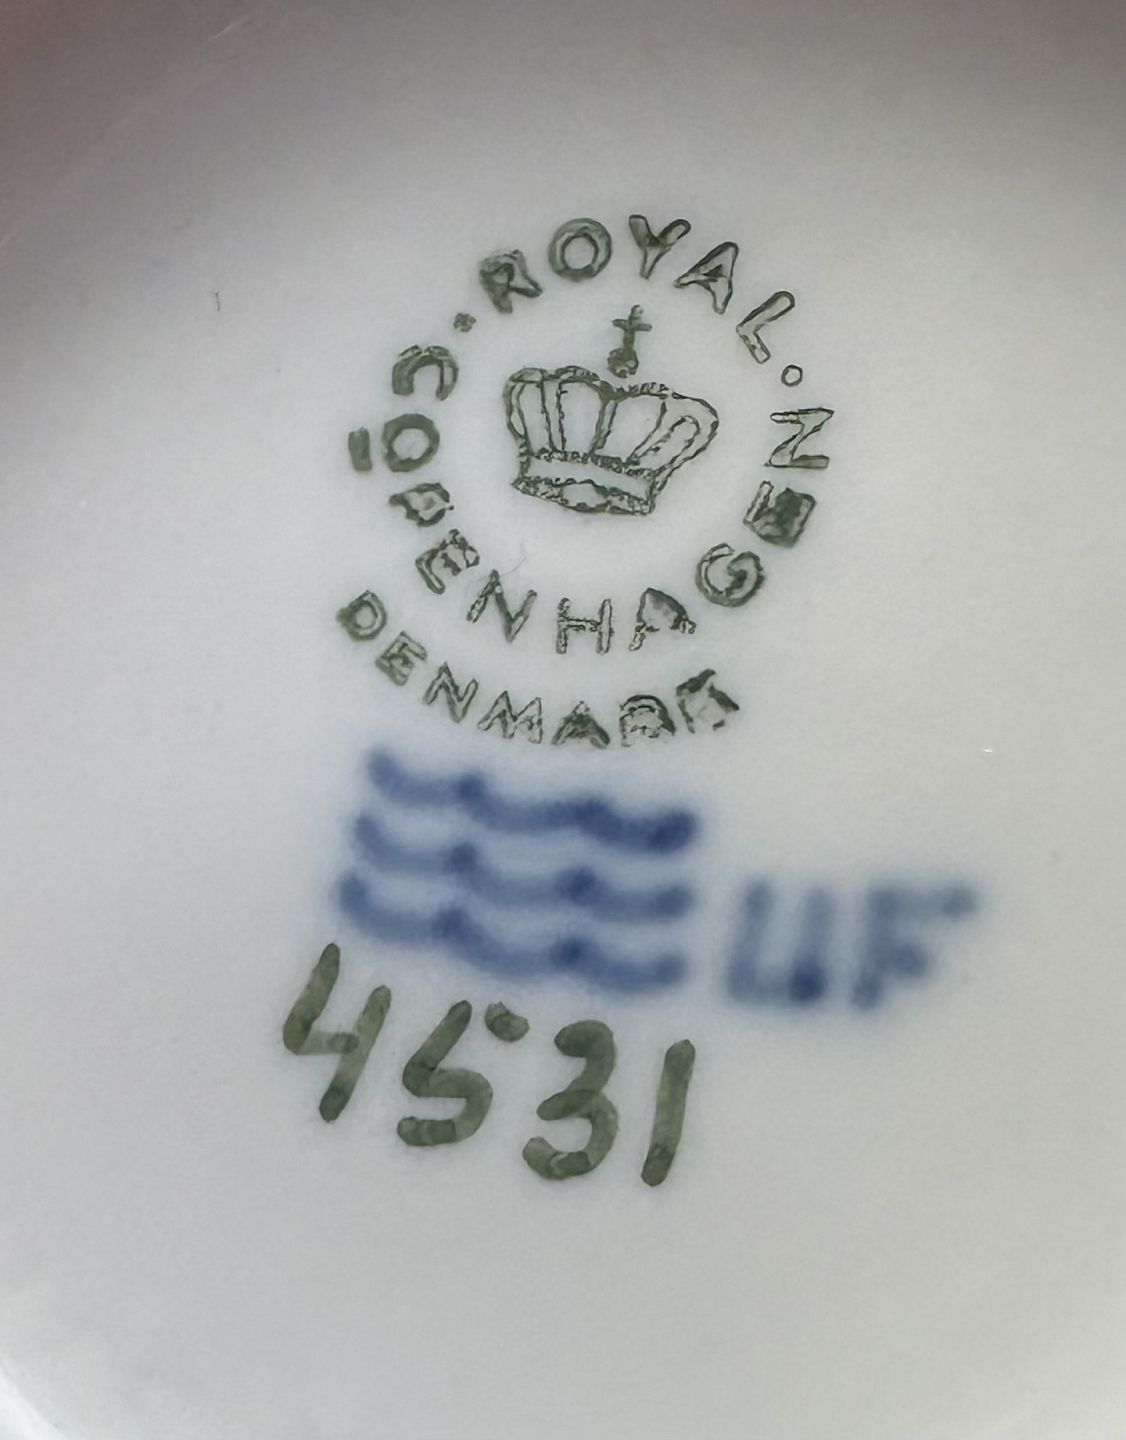 ROYAL
COPENHAGEN
DENMARK
UF
4531